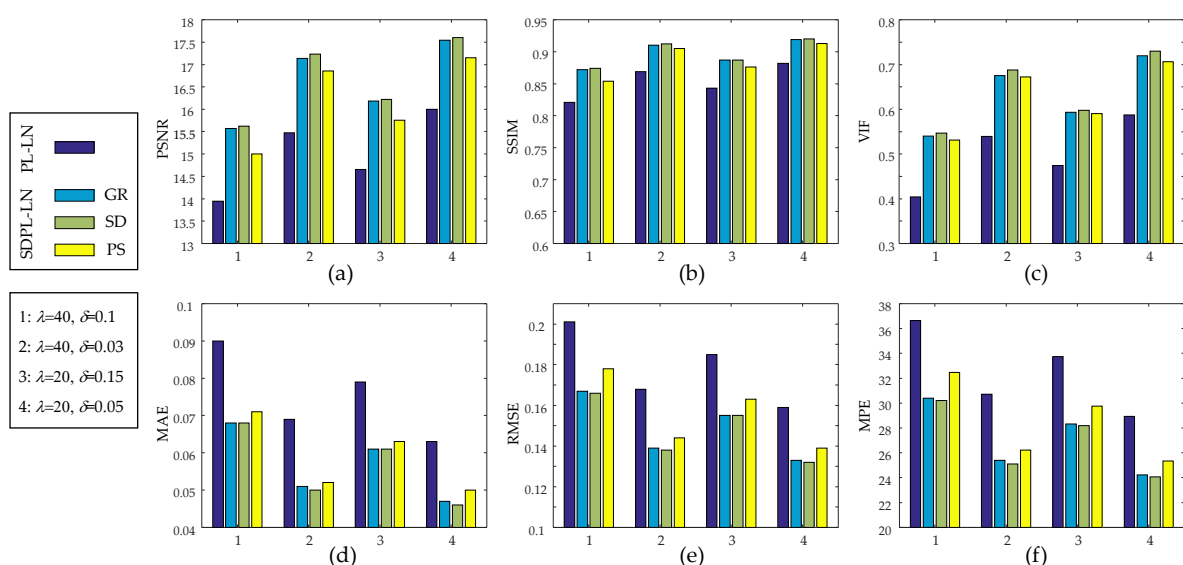 PL-LN
SDPL-LN
GR
SD
PS
1: λ=40, δ=0.1
2: λ=40, δ=0.03
3: λ=20, δ=0.15
4: λ=20, δ=0.05
PSNR
18
17.5
17
16.5
16
15.5
15
14.5
14
13.5
13
1 2 3 4
(a)
SSIM
0.95
0.9
0.85
0.8
0.75
0.7
0.65
0.6
1 2 3 4
(b)
VIF
0.8
0.7
0.6
0.5
0.4
0.3
1 2 3 4
(c)
MAE
0.1
0.09
0.08
0.07
0.06
0.05
0.04
1 2 3 4
(d)
RMSE
0.2
0.18
0.16
0.14
0.12
0.1
1 2 3 4
(e)
MPE
38
36
34
32
30
28
26
24
22
20
1 2 3 4
(f)